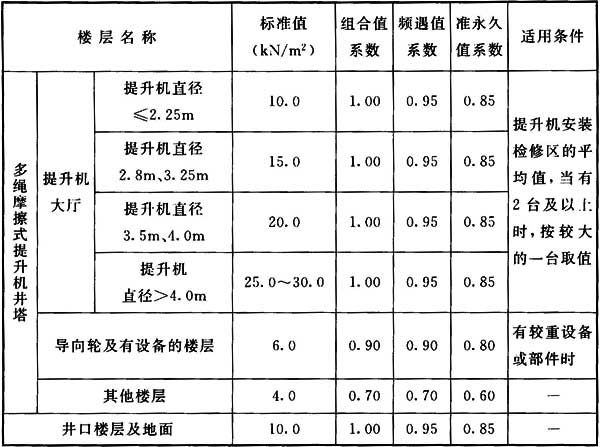 楼层名称
标准值
(kN/m²)
组合值
系数
频遇值
系数
准永久
值系数
适用条件
多绳摩擦式提升机井塔
提升机
大厅
提升机直径
≤2.25m
10.0
1.00
0.95
0.85
提升机安装
检修区的平
均值,当有
2台及以上
时,按较大
的一台取值
提升机直径
2.8m、3.25m
15.0
1.00
0.95
0.85
提升机直径
3.5m、4.0m
20.0
1.00
0.95
0.85
提升机
直径>4.0m
25.0~30.0
1.00
0.95
0.85
导向轮及有设备的楼层
6.0
0.90
0.90
0.80
有较重设备
或部件时
其他楼层
4.0
0.70
0.70
0.60
—
井口楼层及地面
10.0
1.00
0.95
0.85
—